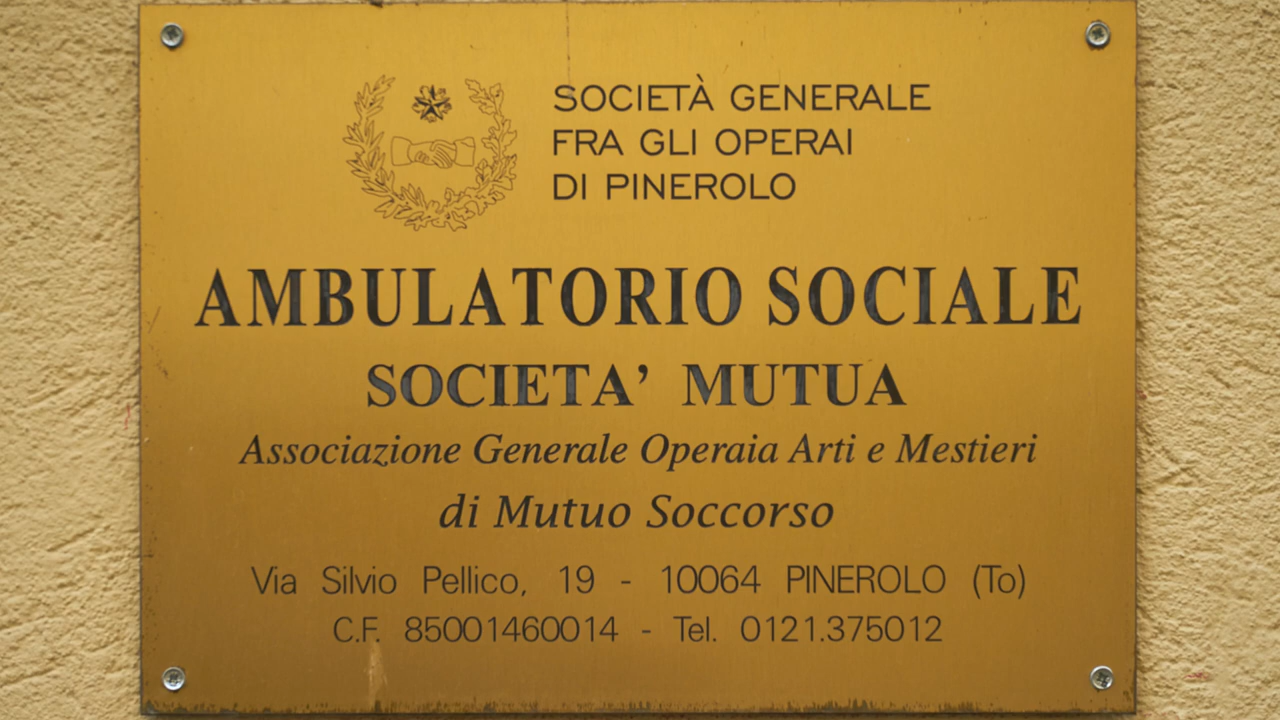 SOCIETÀ GENERALE
FRA GLI OPERAI
DI PINEROLO
AMBULATORIO SOCIALE
SOCIETA' MUTUA
Associazione Generale Operaia Arti e Mestieri
di Mutuo Soccorso
Via Silvio Pellico, 19 - 10064 PINEROLO (To)
C.F. 85001460014 - Tel. 0121.375012